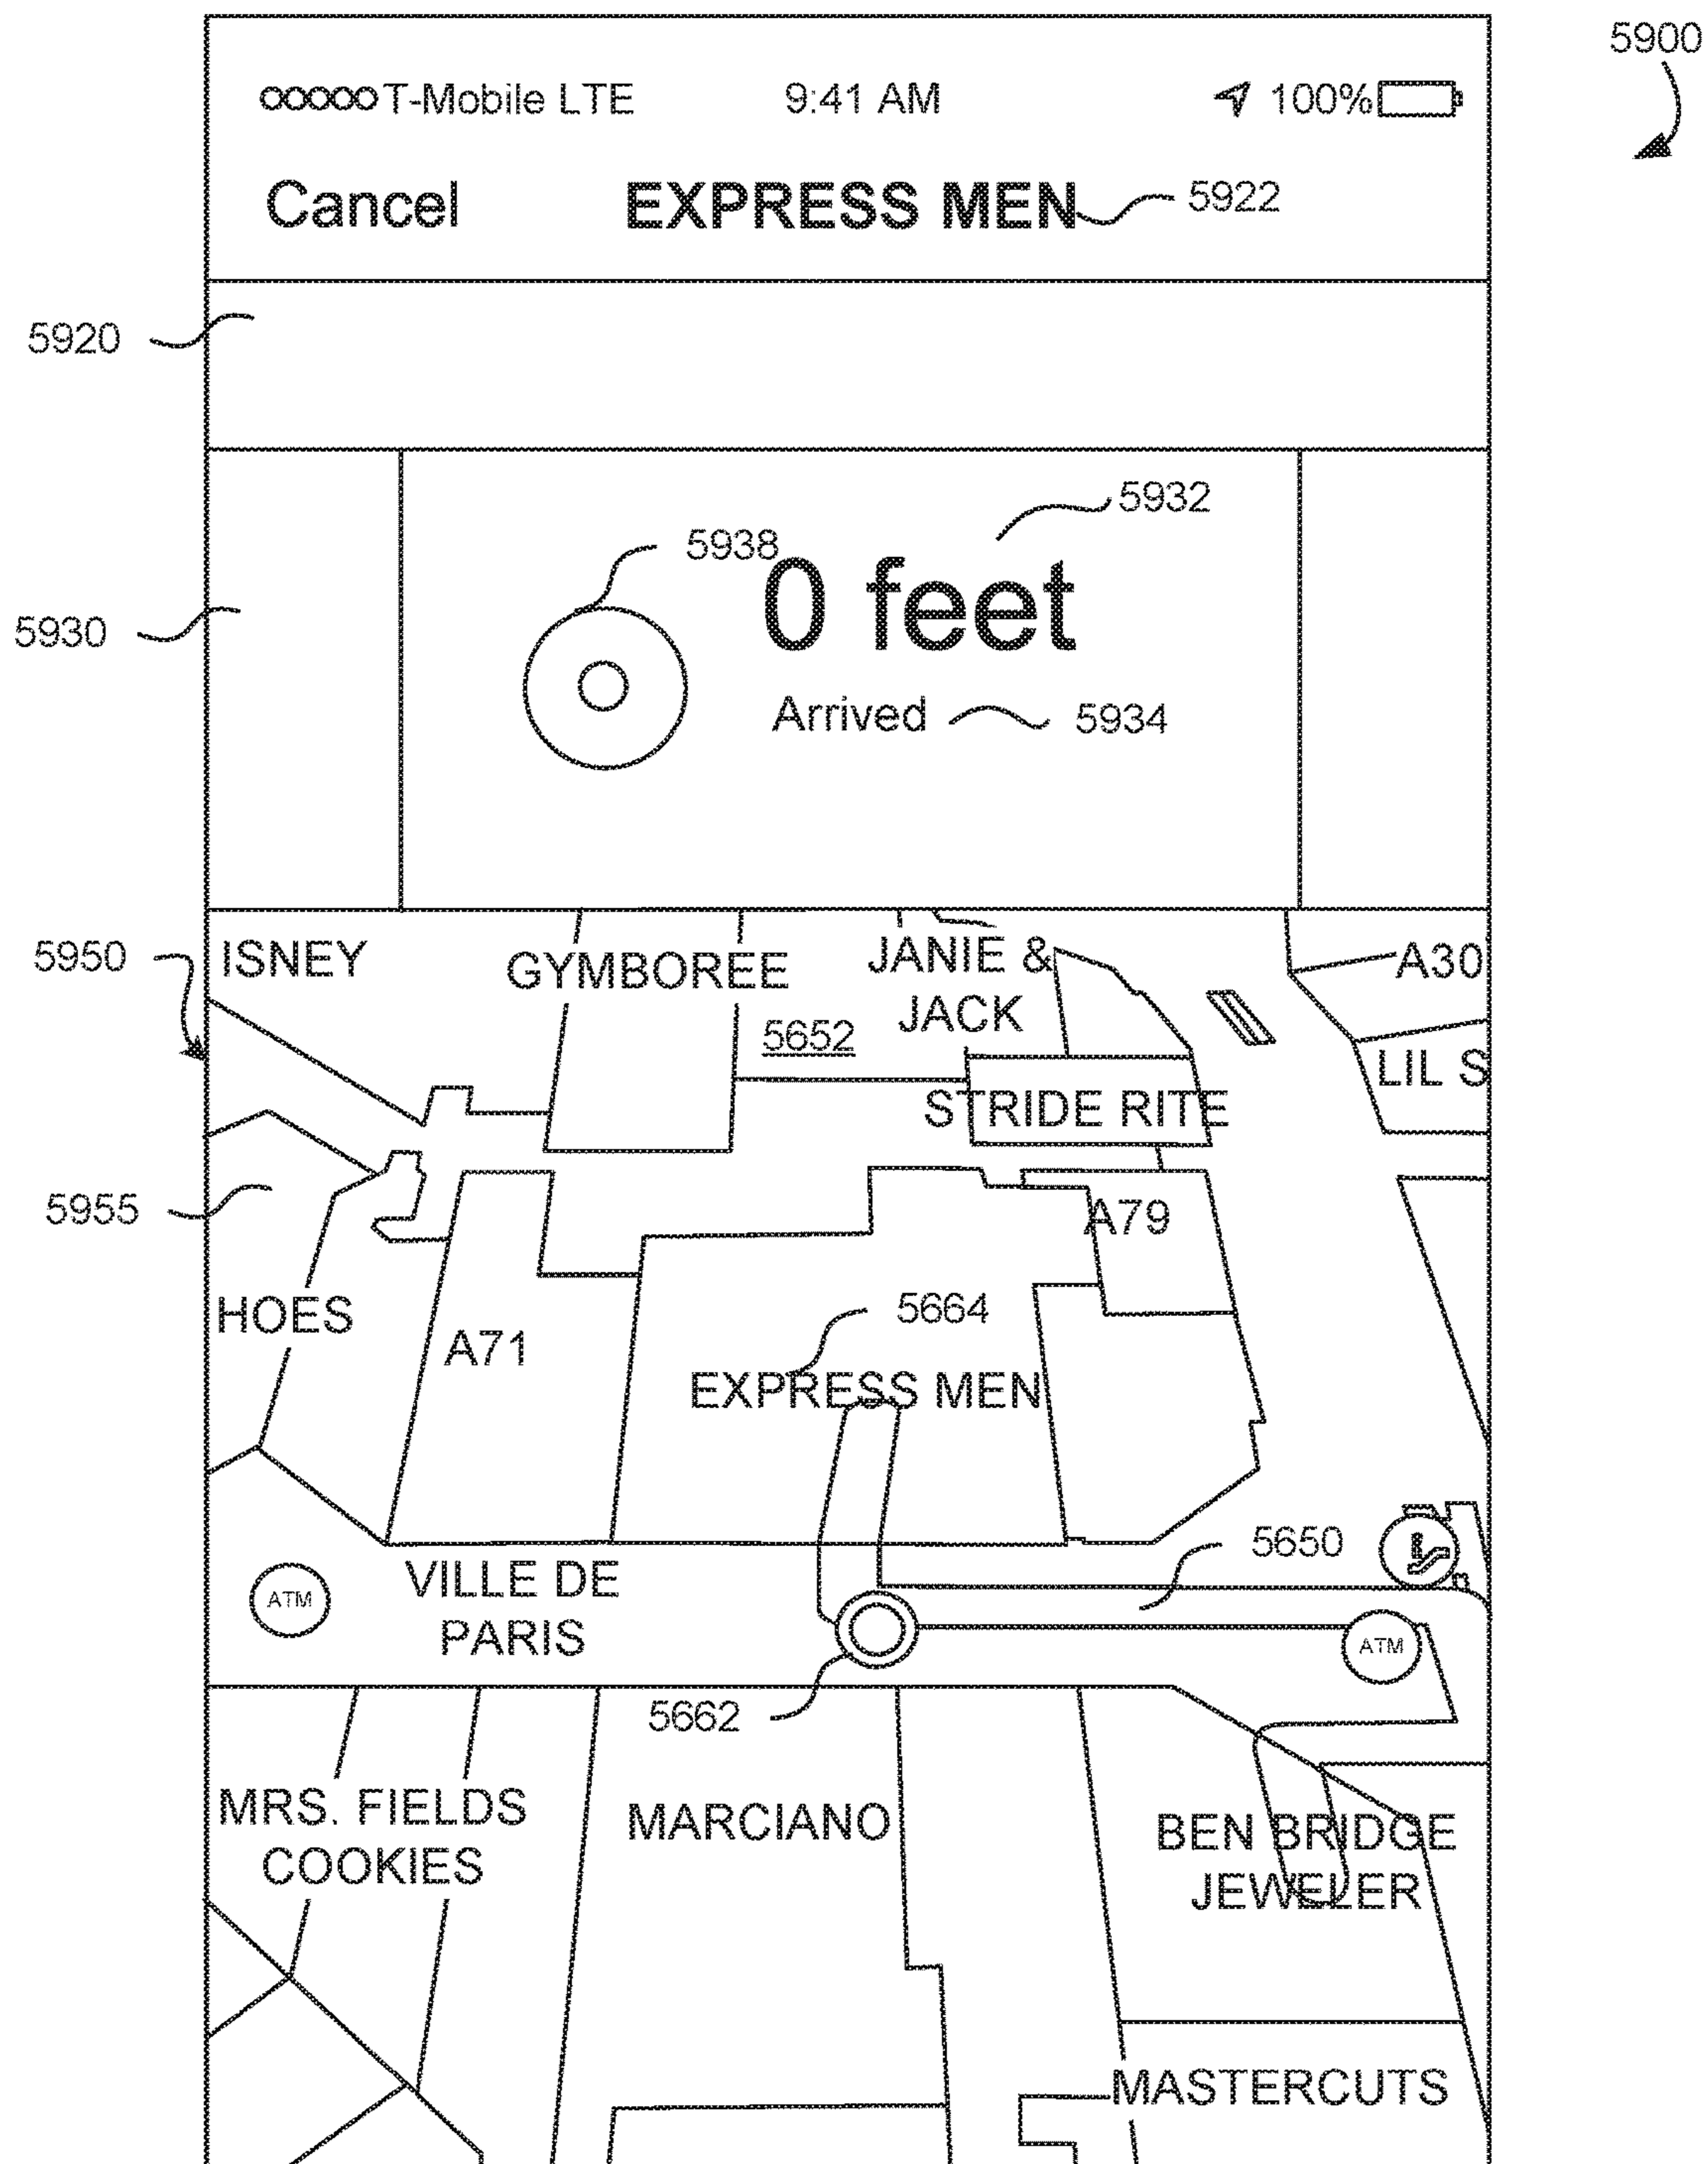 5900
T-Mobile LTE 9:41 AM 100%
Cancel EXPRESS MEN 5922
5920
5932
5938
0 feet
5930
Arrived 5934
5950
ISNEY
GYMBOREE
JANIE &
JACK
A30
5652
LIL S
STRIDE RITE
5955
A79
HOES
5664
A71
EXPRESS MEN
5650
ATM
VILLE DE
PARIS
ATM
5662
MRS. FIELDS
COOKIES
MARCIANO
BEN BRIDGE
JEWELER
MASTERCUTS